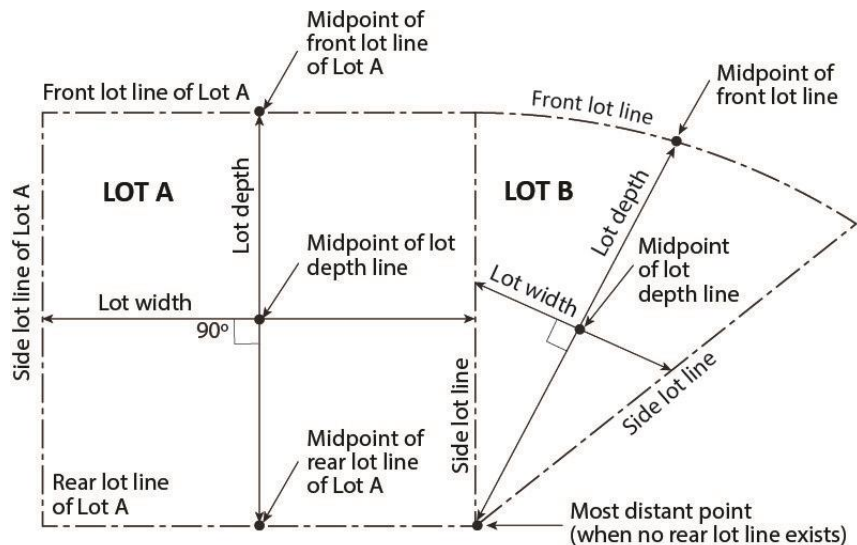 Midpoint of
front lot line
of Lot A
Front lot line of Lot A
Front lot line
Midpoint of
front lot line
LOT A
Lot depth
LOT B
Lot depth
Side lot line of Lot A
Midpoint of lot
depth line
Midpoint
of lot
depth line
Lot width
Lot width
90º
Side lot line
Side lot line
Rear lot line
of Lot A
Midpoint of
rear lot line
of Lot A
Most distant point
(when no rear lot line exists)